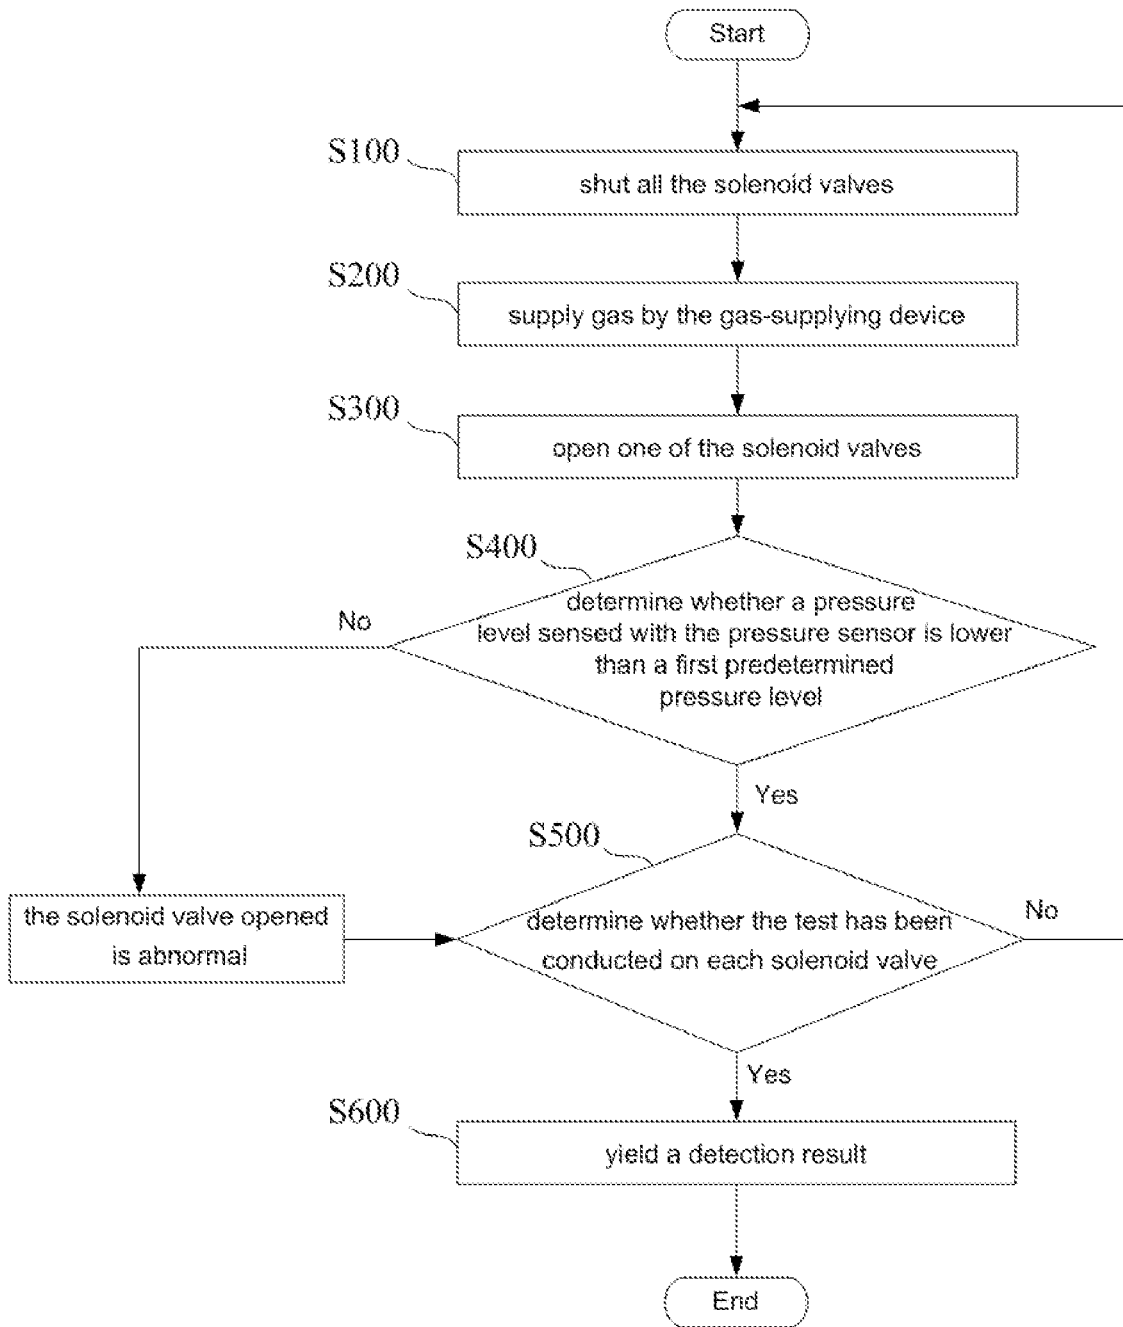 Start
S100
shut all the solenoid valves
S200
supply gas by the gas-supplying device
S300
open one of the solenoid valves
S400
determine whether a pressure
level sensed with the pressure sensor is lower
than a first predetermined
pressure level
No
Yes
S500
the solenoid valve opened
is abnormal
determine whether the test has been
conducted on each solenoid valve
No
Yes
S600
yield a detection result
End